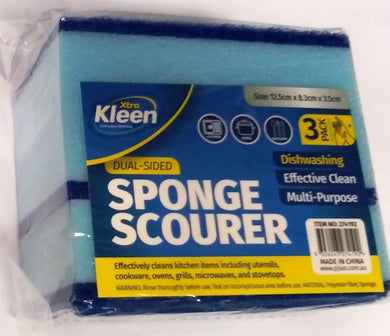 Xtra
Kleen
Size: 12.5cm x 8.3cm x 3.5cm
3 PACK
DUAL-SIDED
SPONGE
SCOURER
Dishwashing
Effective Clean
Multi-Purpose
ITEM NO: 274192
MADE IN CHINA
Effectively cleans kitchen items including utensils,
cookware, ovens, grills, microwaves, and stovetops.
WARNING: Rinse thoroughly before use. Test on inconspicuous area before use. MATERIAL: Polyester Fibre, Sponge.